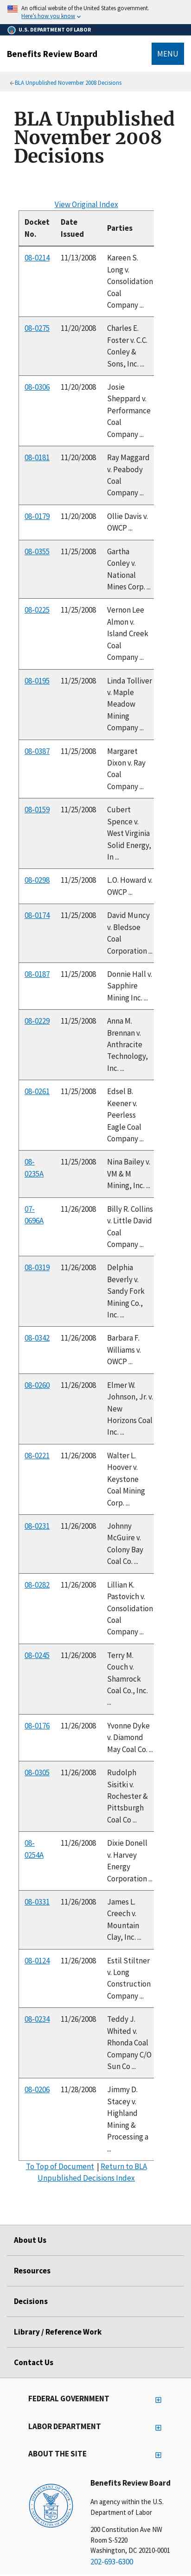 An official website of the United States government.
Here's how you know
U.S. DEPARTMENT OF LABOR
Benefits Review Board
MENU
BLA Unpublished November 2008 Decisions
BLA Unpublished
November 2008
Decisions
View Original Index
Docket No. Date Issued Parties
08-0214 11/13/2008 Kareen S. Long v. Consolidation Coal Company ...
08-0275 11/20/2008 Charles E. Foster v. C.C. Conley & Sons, Inc. ...
08-0306 11/20/2008 Josie Sheppard v. Performance Coal Company ...
08-0181 11/20/2008 Ray Maggard v. Peabody Coal Company ...
08-0179 11/20/2008 Ollie Davis v. OWCP ...
08-0355 11/25/2008 Gartha Conley v. National Mines Corp. ...
08-0225 11/25/2008 Vernon Lee Almon v. Island Creek Coal Company ...
08-0195 11/25/2008 Linda Tolliver v. Maple Meadow Mining Company ...
08-0387 11/25/2008 Margaret Dixon v. Ray Coal Company ...
08-0159 11/25/2008 Cubert Spence v. West Virginia Solid Energy, In ...
08-0298 11/25/2008 L.O. Howard v. OWCP ...
08-0174 11/25/2008 David Muncy v. Bledsoe Coal Corporation ...
08-0187 11/25/2008 Donnie Hall v. Sapphire Mining Inc. ...
08-0229 11/25/2008 Anna M. Brennan v. Anthracite Technology, Inc. ...
08-0261 11/25/2008 Edsel B. Keener v. Peerless Eagle Coal Company ...
08-0235A 11/25/2008 Nina Bailey v. VM & M Mining, Inc. ...
07-0696A 11/26/2008 Billy R. Collins v. Little David Coal Company ...
08-0319 11/26/2008 Delphia Beverly v. Sandy Fork Mining Co., Inc. ...
08-0342 11/26/2008 Barbara F. Williams v. OWCP ...
08-0260 11/26/2008 Elmer W. Johnson, Jr. v. New Horizons Coal Inc. ...
08-0221 11/26/2008 Walter L. Hoover v. Keystone Coal Mining Corp. ...
08-0231 11/26/2008 Johnny McGuire v. Colony Bay Coal Co. ...
08-0282 11/26/2008 Lillian K. Pastovich v. Consolidation Coal Company ...
08-0245 11/26/2008 Terry M. Couch v. Shamrock Coal Co., Inc. ...
08-0176 11/26/2008 Yvonne Dyke v. Diamond May Coal Co. ...
08-0305 11/26/2008 Rudolph Sisitki v. Rochester & Pittsburgh Coal Co ...
08-0254A 11/26/2008 Dixie Donell v. Harvey Energy Corporation ...
08-0331 11/26/2008 James L. Creech v. Mountain Clay, Inc. ...
08-0124 11/26/2008 Estil Stiltner v. Long Construction Company ...
08-0234 11/26/2008 Teddy J. Whited v. Rhonda Coal Company C/O Sun Co ...
08-0206 11/28/2008 Jimmy D. Stacey v. Highland Mining & Processing a ...
To Top of Document | Return to BLA
Unpublished Decisions Index
About Us
Resources
Decisions
Library / Reference Work
Contact Us
FEDERAL GOVERNMENT
LABOR DEPARTMENT
ABOUT THE SITE
Benefits Review Board
An agency within the U.S.
Department of Labor
200 Constitution Ave NW
Room S-5220
Washington, DC 20210-0001
202-693-6300